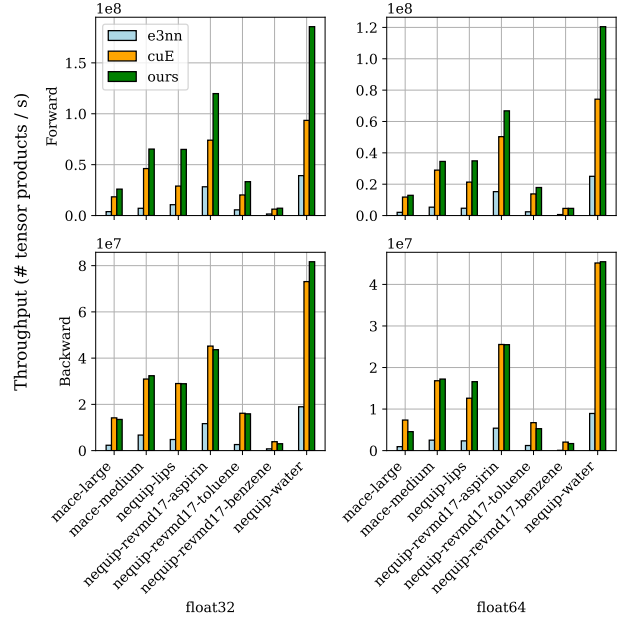 Throughput (# tensor products / s)
Forward
1e8
0.0
0.5
1.0
1.5
e3nn
cuE
ours
1e8
0.0
0.2
0.4
0.6
0.8
1.0
1.2
Backward
1e7
0
2
4
6
8
1e7
0
1
2
3
4
mace-large
mace-medium
nequip-lips
nequip-revmd17-aspirin
nequip-revmd17-toluene
nequip-revmd17-benzene
nequip-water
float32
mace-large
mace-medium
nequip-lips
nequip-revmd17-aspirin
nequip-revmd17-toluene
nequip-revmd17-benzene
nequip-water
float64